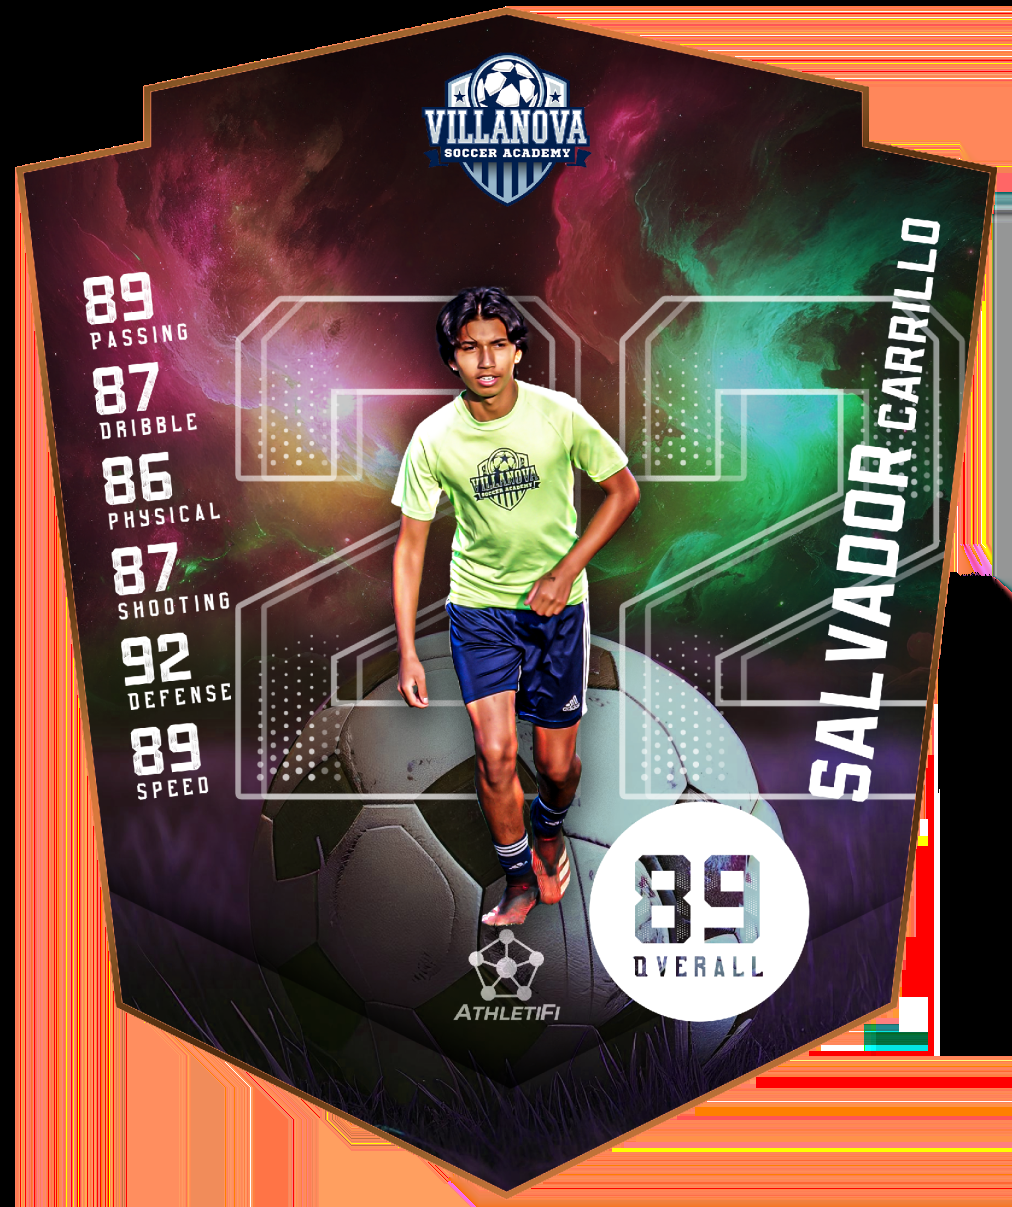 VILLANOVA
SOCCER ACADEMY
22
89
PASSING
87
DRIBBLE
86
PHYSICAL
87
SHOOTING
92
DEFENSE
89
SPEED
VILLANOVA
SOCCER ACADEMY
adidas
SALVADOR CARRILLO
89
OVERALL
ATHLETIFI